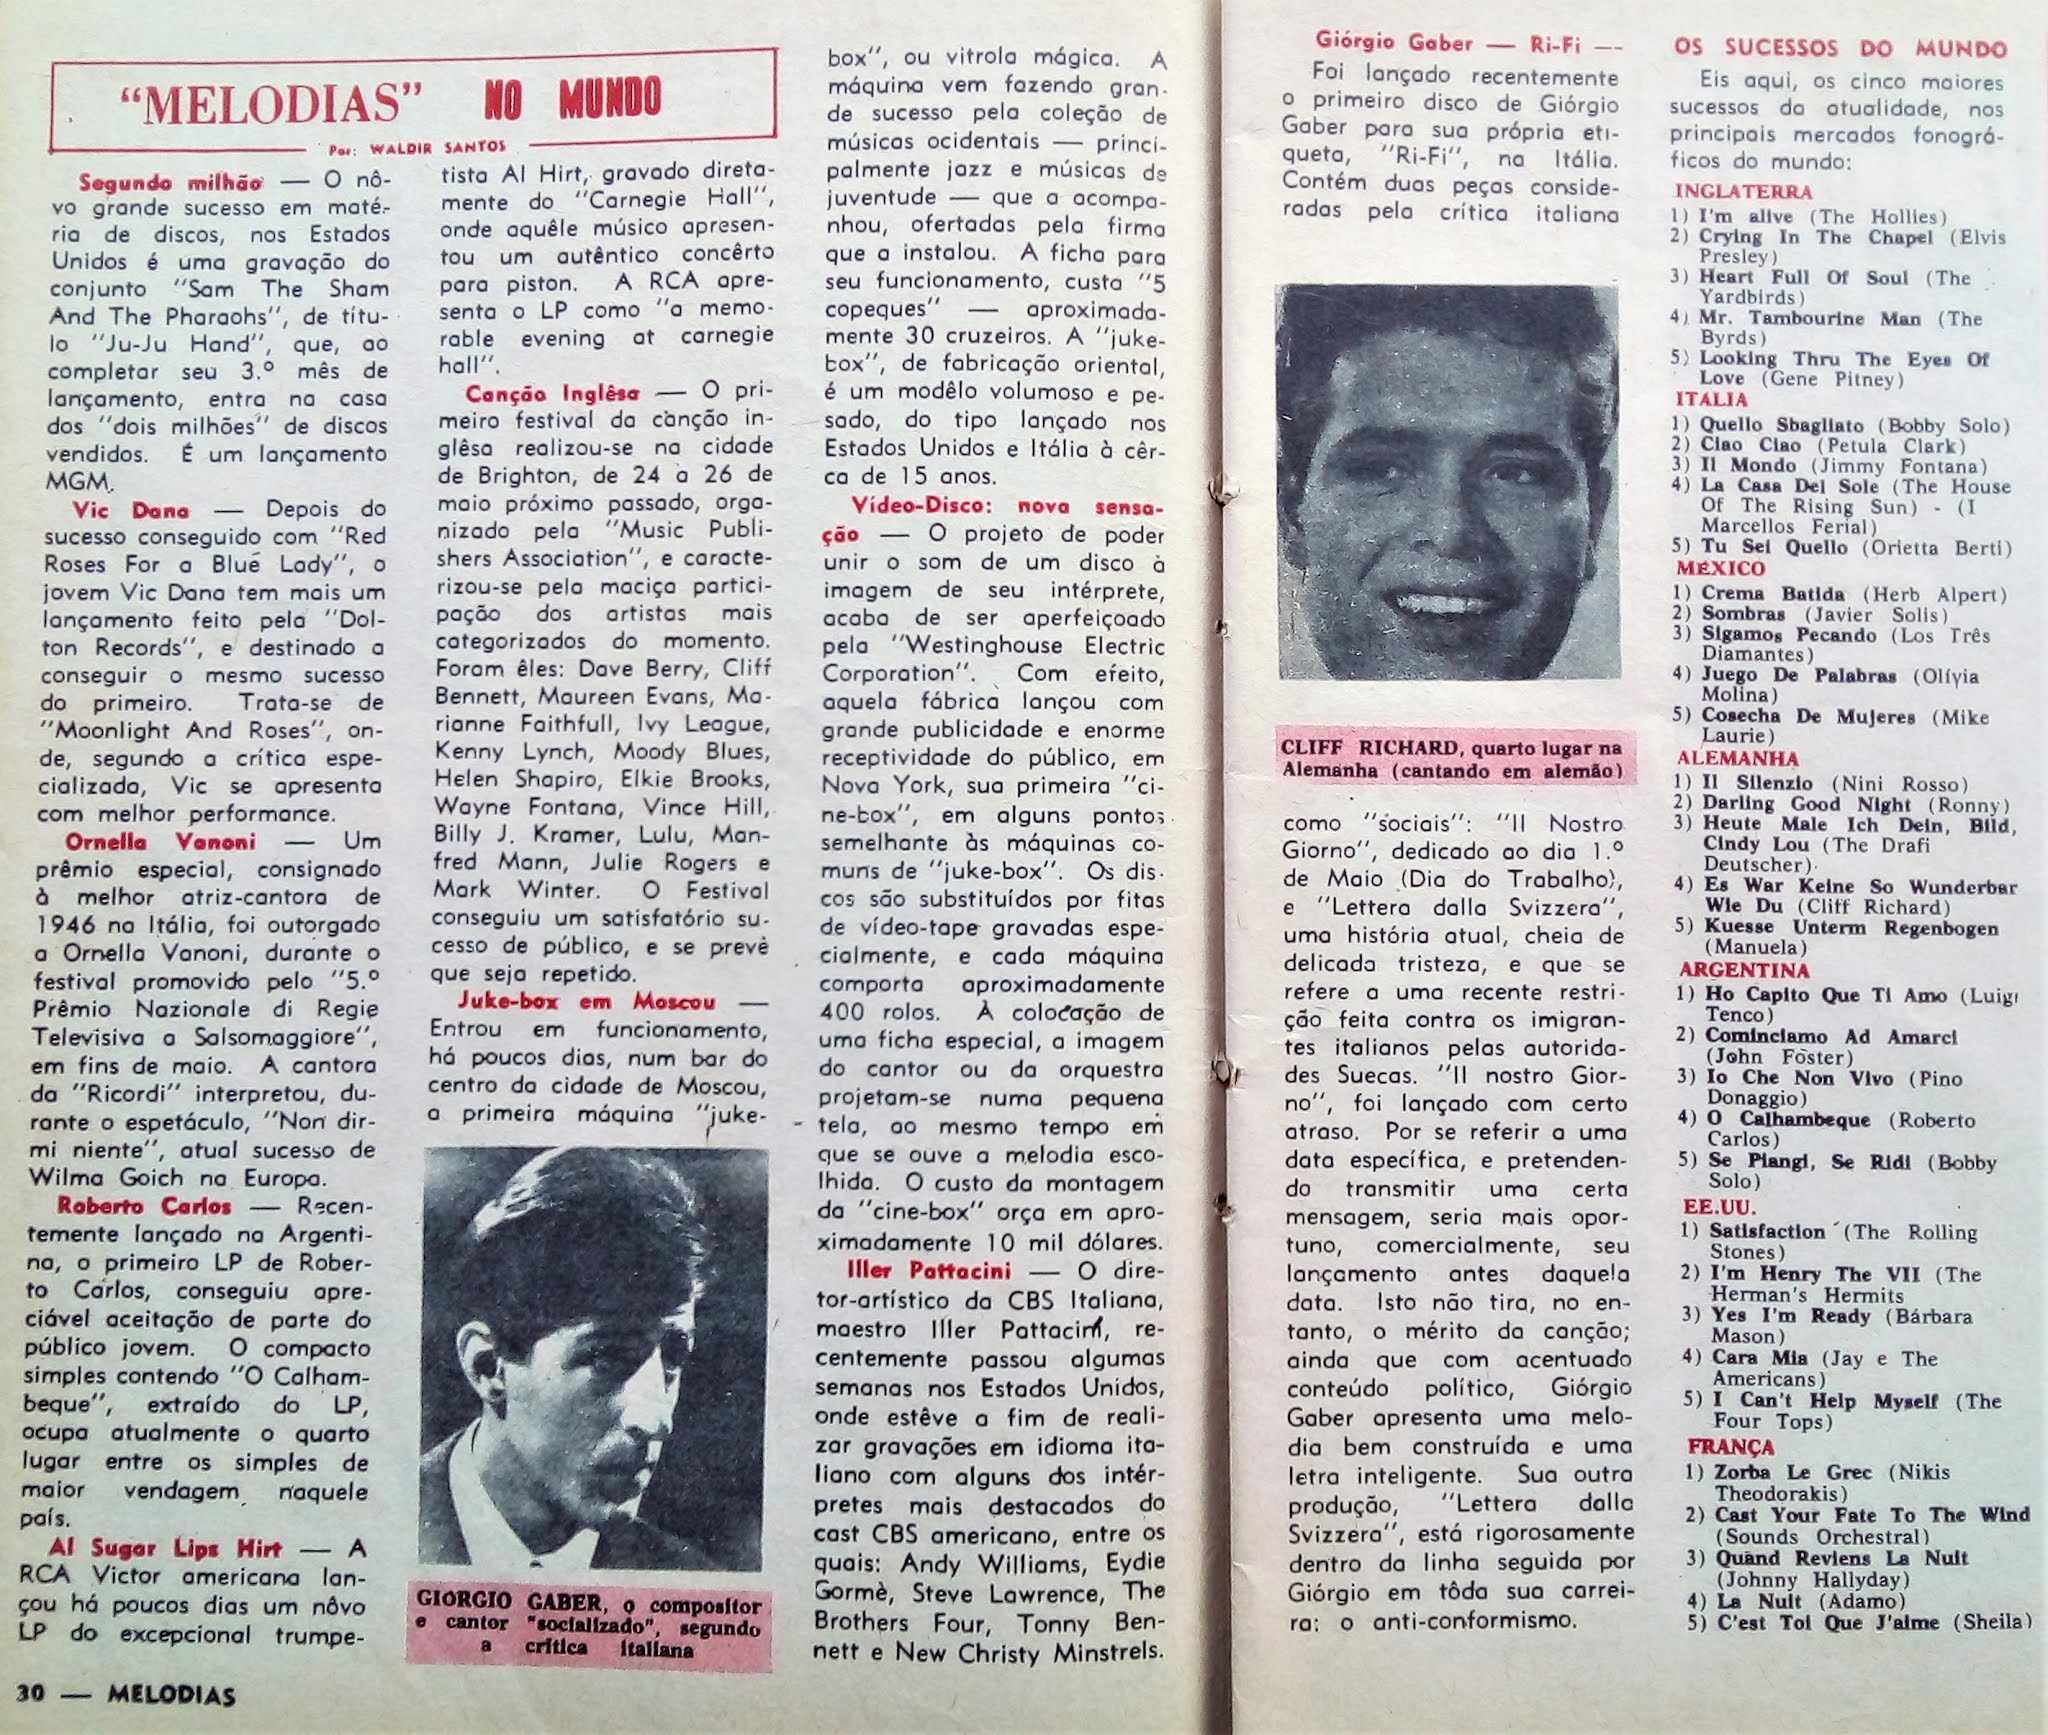 "MELODIAS" NO MUNDO
Por: WALDIR SANTOS
Segundo milhão — O nô-
vo grande sucesso em maté-
ria de discos, nos Estados
Unidos é uma gravação do
conjunto "Sam The Sham
And The Pharaohs", de títu-
lo "Ju-Ju Hand", que, ao
completar seu 3.º mês de
lançamento, entra na casa
dos "dois milhões" de discos
vendidos. É um lançamento
MGM.
Vic Dana — Depois do
sucesso conseguido com "Red
Roses For a Blue Lady", o
jovem Vic Dana tem mais um
lançamento feito pela "Dol-
ton Records", e destinado a
conseguir o mesmo sucesso
do primeiro. Trata-se de
"Moonlight And Roses", on-
de, segundo a crítica espe-
cializada, Vic se apresenta
com melhor performance.
Ornella Vanoni — Um
prêmio especial, consignado
à melhor atriz-cantora de
1946 na Itália, foi outorgado
a Ornella Vanoni, durante o
festival promovido pelo "5.º
Prêmio Nazionale di Regie
Televisiva a Salsomaggiore",
em fins de maio. A cantora
da "Ricordi" interpretou, du-
rante o espetáculo, "Non dir-
mi niente", atual sucesso de
Wilma Goich na Europa.
Roberto Carlos — Recen-
temente lançado na Argenti-
na, o primeiro LP de Rober-
to Carlos, conseguiu apre-
ciável aceitação de parte do
público jovem. O compacto
simples contendo "O Calham-
beque", extraído do LP,
ocupa atualmente o quarto
lugar entre os simples de
maior vendagem naquele
país.
Al Sugar Lips Hirt — A
RCA Victor americana lan-
çou há poucos dias um nôvo
LP do excepcional trumpe-
tista Al Hirt, gravado direta-
mente do "Carnegie Hall",
onde aquêle músico apresen-
tou um autêntico concêrto
para piston. A RCA apre-
senta o LP como "a memo-
rable evening at carnegie
hall".
Canção Inglêsa — O pri-
meiro festival da canção in-
glêsa realizou-se na cidade
de Brighton, de 24 a 26 de
maio próximo passado, orga-
nizado pela "Music Publi-
shers Association", e caracte-
rizou-se pela maciça partici-
pação dos artistas mais
categorizados do momento.
Foram êles: Dave Berry, Cliff
Bennett, Maureen Evans, Ma-
rianne Faithfull, Ivy League,
Kenny Lynch, Moody Blues,
Helen Shapiro, Elkie Brooks,
Wayne Fontana, Vince Hill,
Billy J. Kramer, Lulu, Man-
fred Mann, Julie Rogers e
Mark Winter. O Festival
conseguiu um satisfatório su-
cesso de público, e se prevê
que seja repetido.
Juke-box em Moscou —
Entrou em funcionamento,
há poucos dias, num bar do
centro da cidade de Moscou,
a primeira máquina "juke-
GIORGIO GABER, o compositor
e cantor "socializado", segundo
a crítica italiana
30 — MELODIAS
box", ou vitrola mágica. A
máquina vem fazendo gran-
de sucesso pela coleção de
músicas ocidentais — princi-
palmente jazz e músicas de
juventude — que a acompa-
nhou, ofertadas pela firma
que a instalou. A ficha para
seu funcionamento, custa "5
copeques" — aproximada-
mente 30 cruzeiros. A "juke-
box", de fabricação oriental,
é um modêlo volumoso e pe-
sado, do tipo lançado nos
Estados Unidos e Itália à cêr-
ca de 15 anos.
Vídeo-Disco: nova sensa-
ção — O projeto de poder
unir o som de um disco à
imagem de seu intérprete,
acaba de ser aperfeiçoado
pela "Westinghouse Electric
Corporation". Com efeito,
aquela fábrica lançou com
grande publicidade e enorme
receptividade do público, em
Nova York, sua primeira "ci-
ne-box", em alguns pontos
semelhante às máquinas co-
muns de "juke-box". Os dis-
cos são substituídos por fitas
de vídeo-tape gravadas espe-
cialmente, e cada máquina
comporta aproximadamente
400 rolos. À colocação de
uma ficha especial, a imagem
do cantor ou da orquestra
projetam-se numa pequena
tela, ao mesmo tempo em
que se ouve a melodia esco-
lhida. O custo da montagem
da "cine-box" orça em apro-
ximadamente 10 mil dólares.
Iller Pattacini — O dire-
tor-artístico da CBS Italiana,
maestro Iller Pattacini, re-
centemente passou algumas
semanas nos Estados Unidos,
onde estêve a fim de reali-
zar gravações em idioma ita-
liano com alguns dos intér-
pretes mais destacados do
cast CBS americano, entre os
quais: Andy Williams, Eydie
Gormè, Steve Lawrence, The
Brothers Four, Tonny Ben-
nett e New Christy Minstrels.
Giórgio Gaber — Ri-Fi —
Foi lançado recentemente
o primeiro disco de Giórgio
Gaber para sua própria eti-
queta, "Ri-Fi", na Itália.
Contém duas peças conside-
radas pela crítica italiana
CLIFF RICHARD, quarto lugar na
Alemanha (cantando em alemão)
como "sociais": "Il Nostro
Giorno", dedicado ao dia 1.º
de Maio (Dia do Trabalho),
e "Lettera dalla Svizzera",
uma história atual, cheia de
delicada tristeza, e que se
refere a uma recente restri-
ção feita contra os imigran-
tes italianos pelas autorida-
des Suecas. "Il nostro Gior-
no", foi lançado com certo
atraso. Por se referir a uma
data específica, e pretenden-
do transmitir uma certa
mensagem, seria mais opor-
tuno, comercialmente, seu
lançamento antes daquela
data. Isto não tira, no en-
tanto, o mérito da canção;
ainda que com acentuado
conteúdo político, Giórgio
Gaber apresenta uma melo-
dia bem construída e uma
letra inteligente. Sua outra
produção, "Lettera dalla
Svizzera", está rigorosamente
dentro da linha seguida por
Giórgio em tôda sua carrei-
ra: o anti-conformismo.
OS SUCESSOS DO MUNDO
Eis aqui, os cinco maiores
sucessos da atualidade, nos
principais mercados fonográ-
ficos do mundo:
INGLATERRA
1) I'm alive (The Hollies)
2) Crying In The Chapel (Elvis
Presley)
3) Heart Full Of Soul (The
Yardbirds)
4) Mr. Tambourine Man (The
Byrds)
5) Looking Thru The Eyes Of
Love (Gene Pitney)
ITALIA
1) Quello Sbagliato (Bobby Solo)
2) Ciao Ciao (Petula Clark)
3) Il Mondo (Jimmy Fontana)
4) La Casa Del Sole (The House
Of The Rising Sun) - (I
Marcellos Ferial)
5) Tu Sei Quello (Orietta Berti)
MÉXICO
1) Crema Batida (Herb Alpert)
2) Sombras (Javier Solis)
3) Sigamos Pecando (Los Três
Diamantes)
4) Juego De Palabras (Olívia
Molina)
5) Cosecha De Mujeres (Mike
Laurie)
ALEMANHA
1) Il Silenzio (Nini Rosso)
2) Darling Good Night (Ronny)
3) Heute Male Ich Dein, Bild,
Cindy Lou (The Drafi
Deutscher)
4) Es War Keine So Wunderbar
Wie Du (Cliff Richard)
5) Kuesse Unterm Regenbogen
(Manuela)
ARGENTINA
1) Ho Capito Que Ti Amo (Luigi
Tenco)
2) Cominciamo Ad Amarci
(John Foster)
3) Io Che Non Vivo (Pino
Donaggio)
4) O Calhambeque (Roberto
Carlos)
5) Se Piangi, Se Ridi (Bobby
Solo)
EE.UU.
1) Satisfaction (The Rolling
Stones)
2) I'm Henry The VII (The
Herman's Hermits
3) Yes I'm Ready (Bárbara
Mason)
4) Cara Mia (Jay e The
Americans)
5) I Can't Help Myself (The
Four Tops)
FRANÇA
1) Zorba Le Grec (Nikis
Theodorakis)
2) Cast Your Fate To The Wind
(Sounds Orchestral)
3) Quand Reviens La Nuit
(Johnny Hallyday)
4) La Nuit (Adamo)
5) C'est Toi Que J'aime (Sheila)